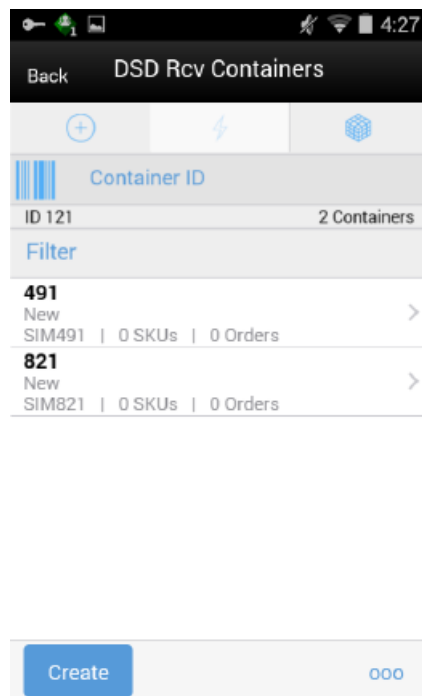 1 4:27
Back DSD Rcv Containers
Container ID
ID 121 2 Containers
Filter
491
New
SIM491 | 0 SKUs | 0 Orders
821
New
SIM821 | 0 SKUs | 0 Orders
Create ooo